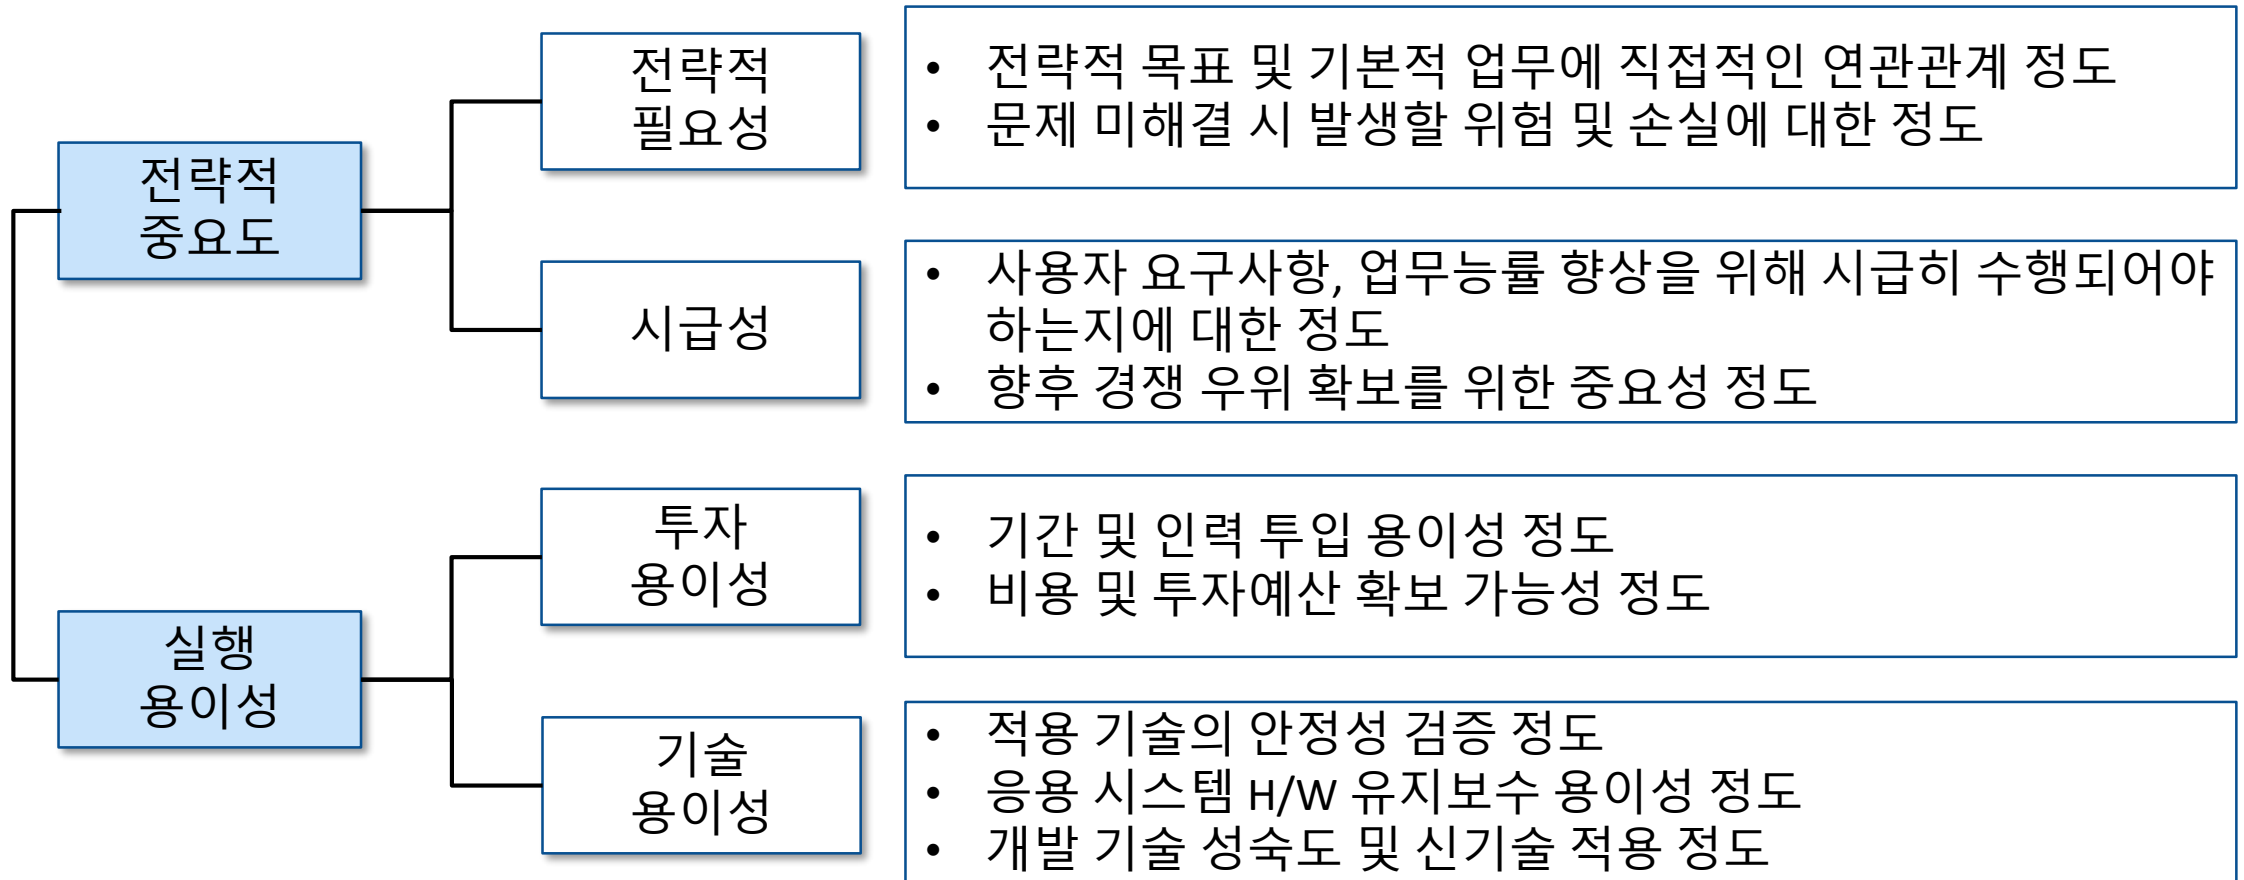 전략적
중요도
전략적
필요성
• 전략적 목표 및 기본적 업무에 직접적인 연관관계 정도
• 문제 미해결 시 발생할 위험 및 손실에 대한 정도
시급성
• 사용자 요구사항, 업무능률 향상을 위해 시급히 수행되어야
하는지에 대한 정도
• 향후 경쟁 우위 확보를 위한 중요성 정도
실행
용이성
투자
용이성
• 기간 및 인력 투입 용이성 정도
• 비용 및 투자예산 확보 가능성 정도
기술
용이성
• 적용 기술의 안정성 검증 정도
• 응용 시스템 H/W 유지보수 용이성 정도
• 개발 기술 성숙도 및 신기술 적용 정도